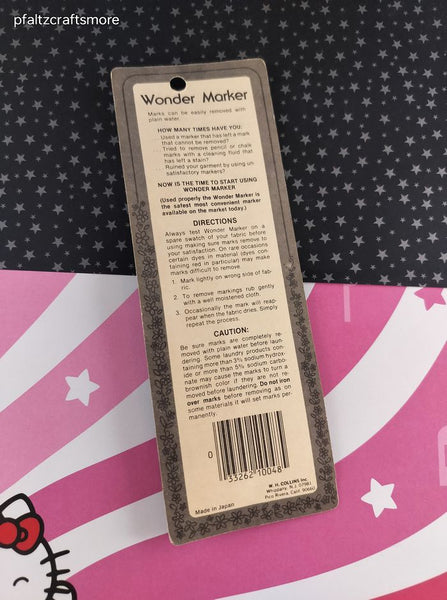 pfaltzcraftsmore
Wonder Marker
Marks can be easily removed with
plain water.
HOW MANY TIMES HAVE YOU:
Used a marker that has left a mark
that cannot be removed?
Tried to remove pencil or chalk
marks with a cleaning fluid that
has left a stain?
Ruined your garment by using un-
satisfactory markers?
NOW IS THE TIME TO START USING
WONDER MARKER
(Used properly the Wonder Marker is
the safest most convenient marker
available on the market today.)
DIRECTIONS
Always test Wonder Marker on a
spare swatch of your fabric before
using making sure marks remove to
your satisfaction. On rare occasions
certain dyes in material (dyes con-
taining red in particular) may make
marks difficult to remove
1. Mark lightly on wrong side of fab-
ric.
2. To remove markings rub gently
with a well moistened cloth.
3. Occasionally the mark will reap-
pear when the fabric dries. Simply
repeat the process.
CAUTION:
Be sure marks are completely re-
moved with plain water before laun-
dering. Some laundry products con-
taining more than 3% sodium hydrox-
ide or more than 5% sodium carbo-
nate may cause the marks to turn a
brownish color if they are not re-
moved before laundering. Do not iron
over marks before removing as on
some materials it will set marks per-
manently.
0
33262 10048
W. H. COLLINS Inc.
Whippany, N.J. 07981
Pico Rivera, Calif. 90660
Made in Japan